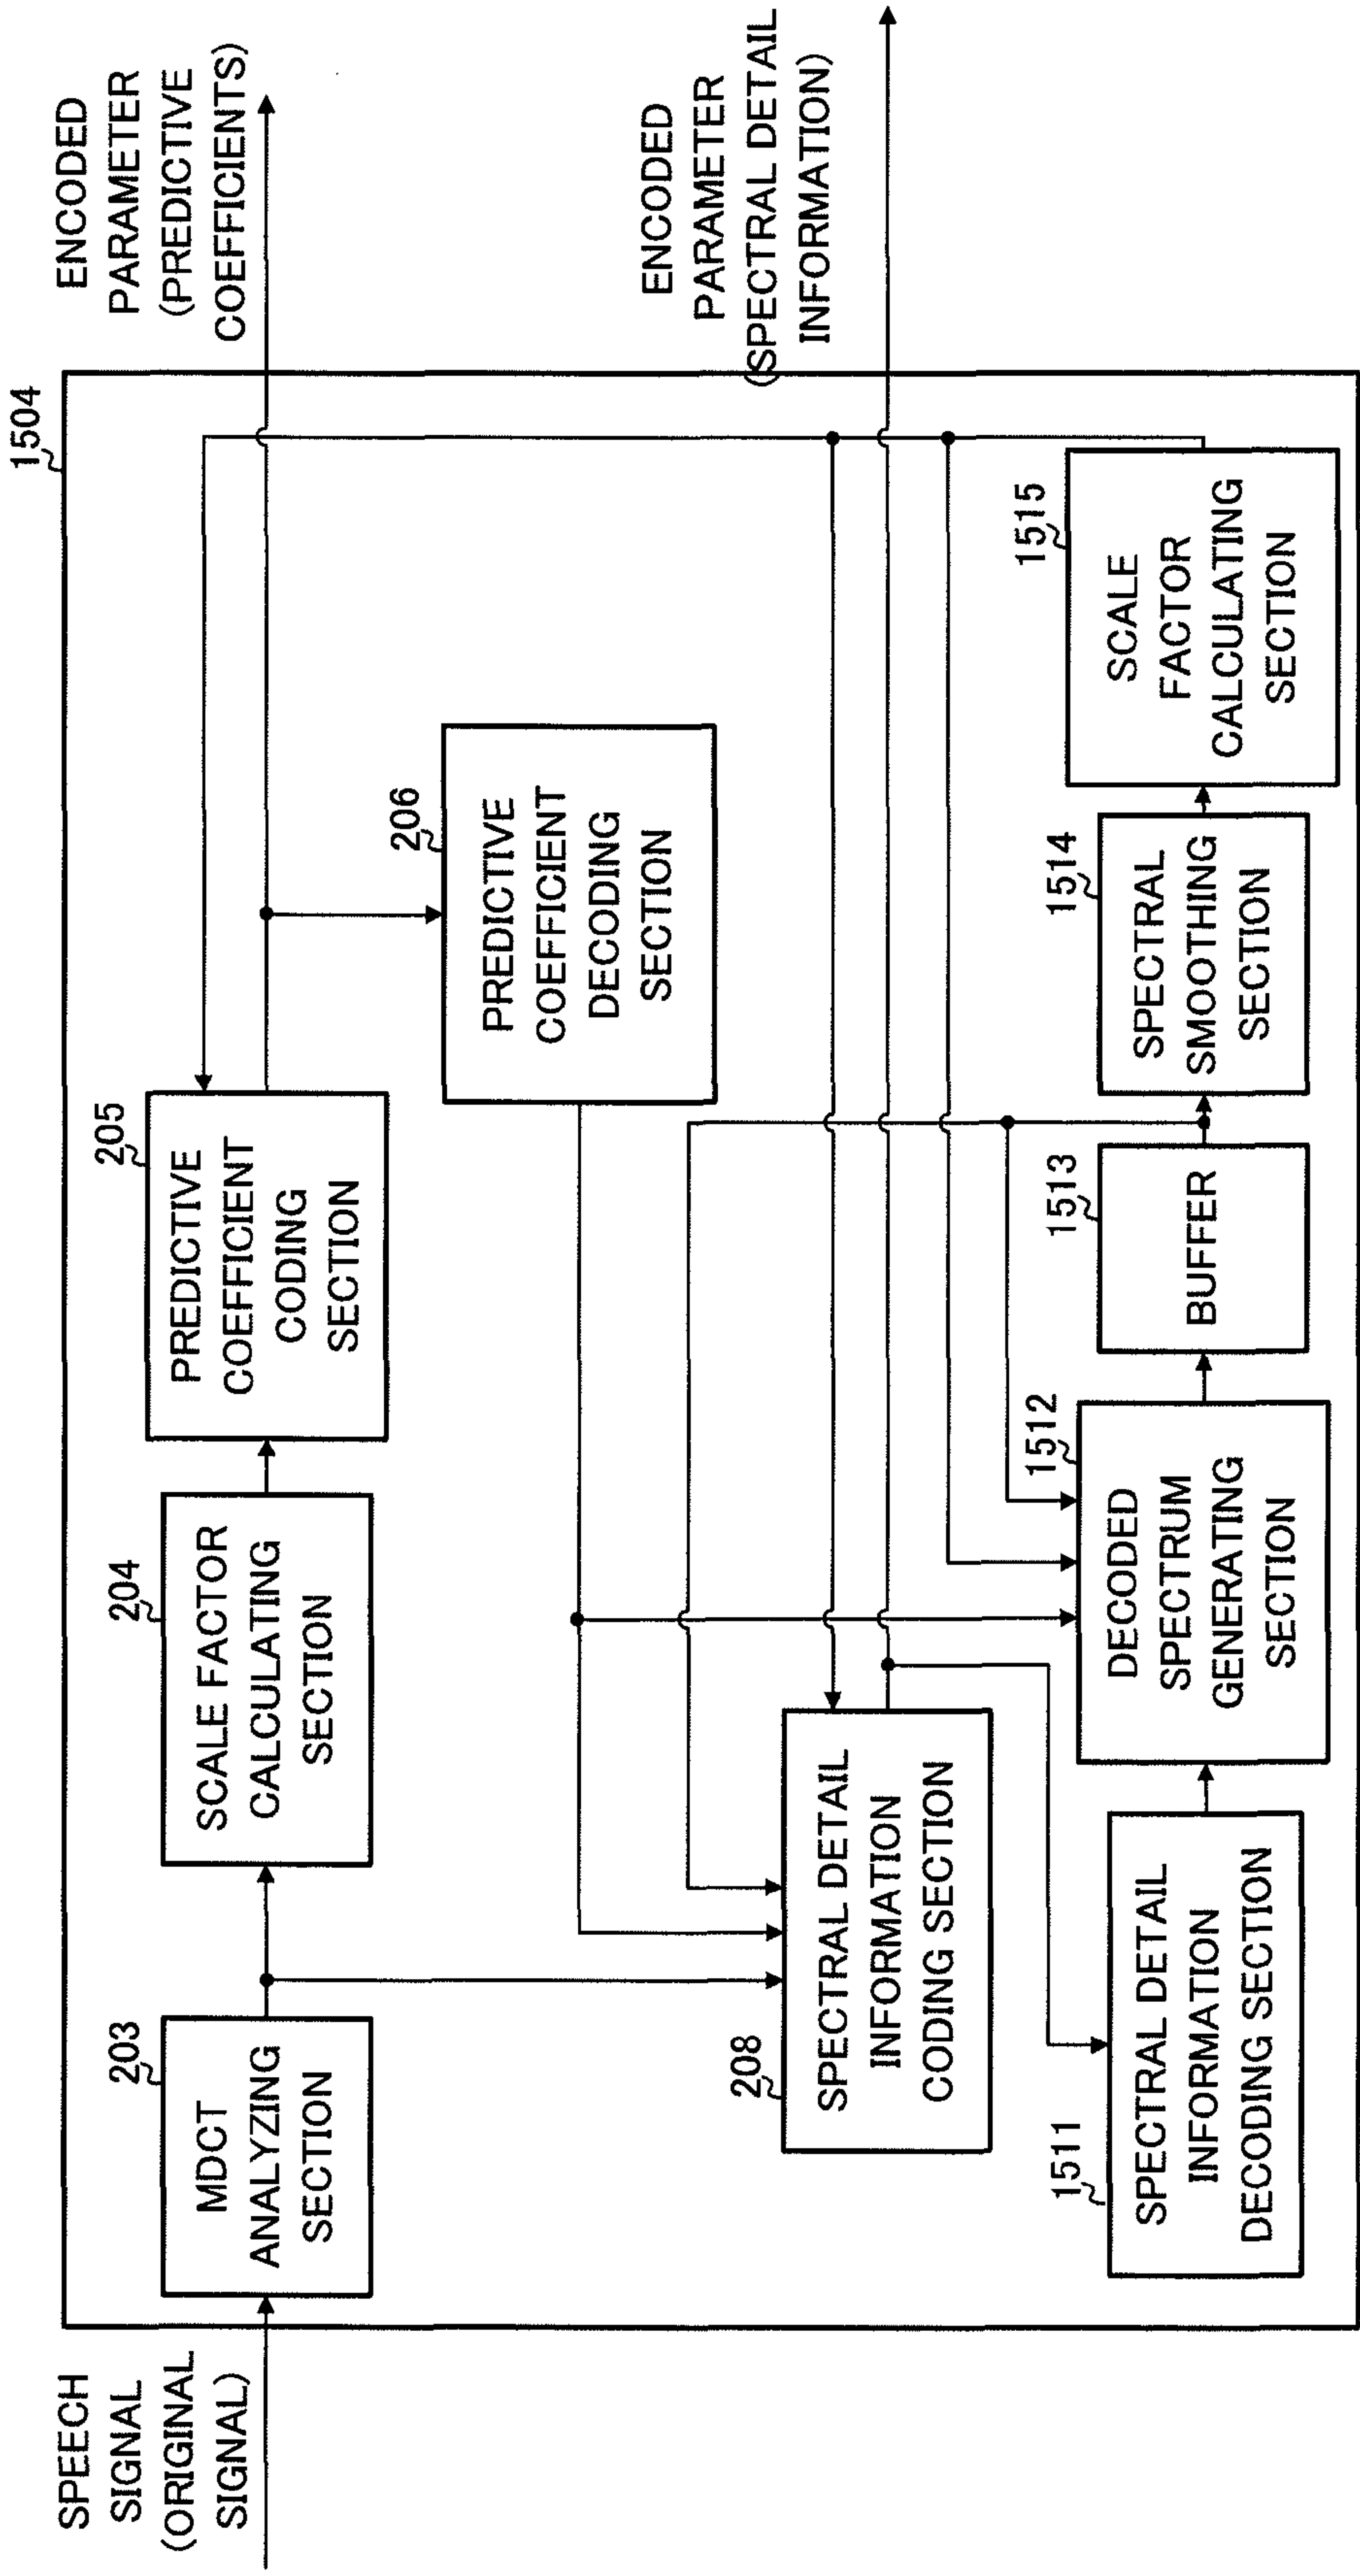 1504
SPEECH
SIGNAL
(ORIGINAL
SIGNAL)
203
MDCT
ANALYZING
SECTION
204
SCALE FACTOR
CALCULATING
SECTION
205
PREDICTIVE
COEFFICIENT
CODING
SECTION
ENCODED
PARAMETER
(PREDICTIVE
COEFFICIENTS)
206
PREDICTIVE
COEFFICIENT
DECODING
SECTION
208
SPECTRAL DETAIL
INFORMATION
CODING SECTION
ENCODED
PARAMETER
(SPECTRAL DETAIL
INFORMATION)
1511
SPECTRAL DETAIL
INFORMATION
DECODING SECTION
1512
DECODED
SPECTRUM
GENERATING
SECTION
1513
BUFFER
1514
SPECTRAL
SMOOTHING
SECTION
1515
SCALE
FACTOR
CALCULATING
SECTION